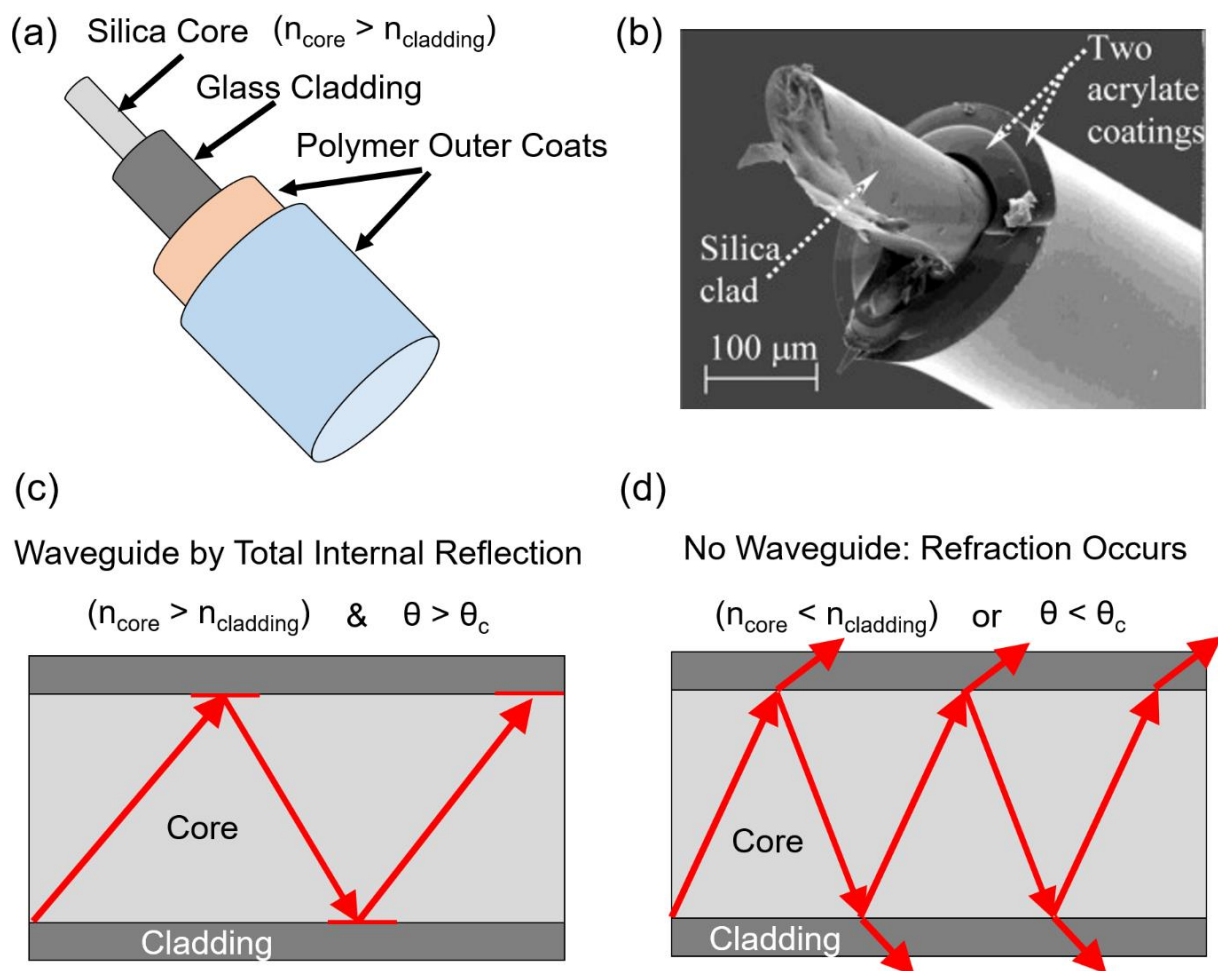 (a)
Silica Core (n_core > n_cladding)
Glass Cladding
Polymer Outer Coats
(b)
Two
acrylate
coatings
Silica
clad
100 μm
(c)
Waveguide by Total Internal Reflection
(n_core > n_cladding) & θ > θ_c
Core
Cladding
(d)
No Waveguide: Refraction Occurs
(n_core < n_cladding) or θ < θ_c
Core
Cladding